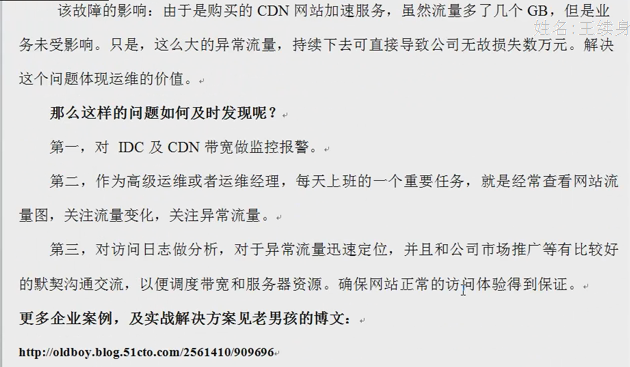 该故障的影响：由于是购买的 CDN 网站加速服务，虽然流量多了几个 GB，但是业
务未受影响。只是，这么大的异常流量，持续下去可直接导致公司无故损失数万元。解决
这个问题体现运维的价值。
那么这样的问题如何及时发现呢？
第一，对 IDC 及 CDN 带宽做监控报警。
第二，作为高级运维或者运维经理，每天上班的一个重要任务，就是经常查看网站流
量图，关注流量变化，关注异常流量。
第三，对访问日志做分析，对于异常流量迅速定位，并且和公司市场推广等有比较好
的默契沟通交流，以便调度带宽和服务器资源。确保网站正常的访问体验得到保证。
更多企业案例，及实战解决方案见老男孩的博文：
http://oldboy.blog.51cto.com/2561410/909696
姓名:王续身